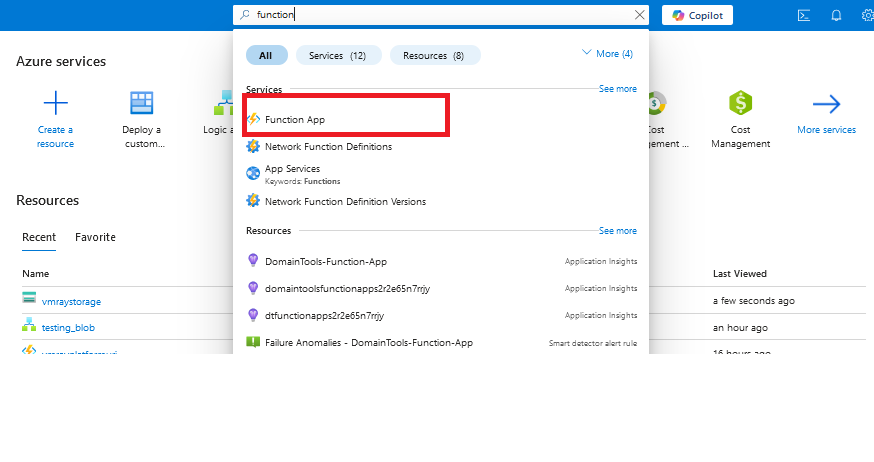 function
Copilot
All
Services (12)
Resources (8)
More (4)
Azure services
Services
See more
Create a
resource
Deploy a
custom...
Logic a
Function App
Network Function Definitions
App Services
Keywords: Functions
Network Function Definition Versions
Cost
Management
More services
Resources
Recent
Favorite
Resources
See more
Name
Last Viewed
DomainTools-Function-App
Application Insights
domaintoolsfunctionapps2r2e65n7rrjy
Application Insights
dtfunctionapps2r2e65n7rrjy
Application Insights
Failure Anomalies - DomainTools-Function-App
Smart detector alert rule
vmraystorage
a few seconds ago
testing_blob
an hour ago
16 hours ago